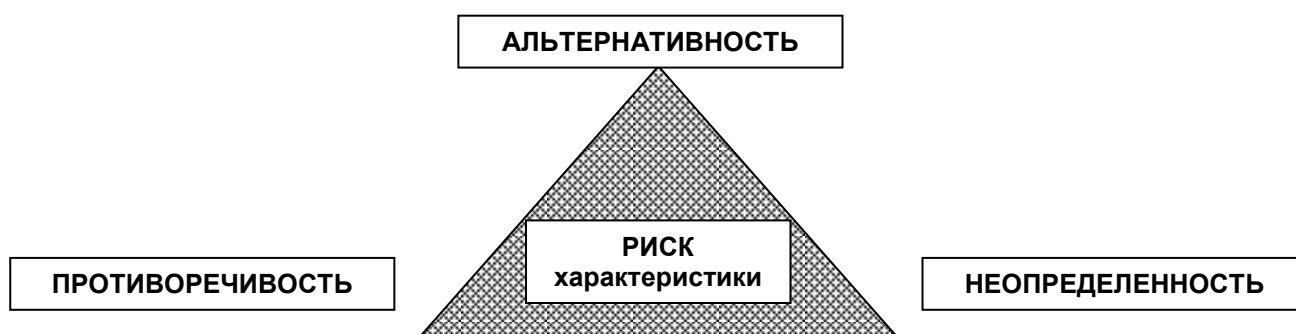 АЛЬТЕРНАТИВНОСТЬ
РИСК
характеристики
ПРОТИВОРЕЧИВОСТЬ
НЕОПРЕДЕЛЕННОСТЬ